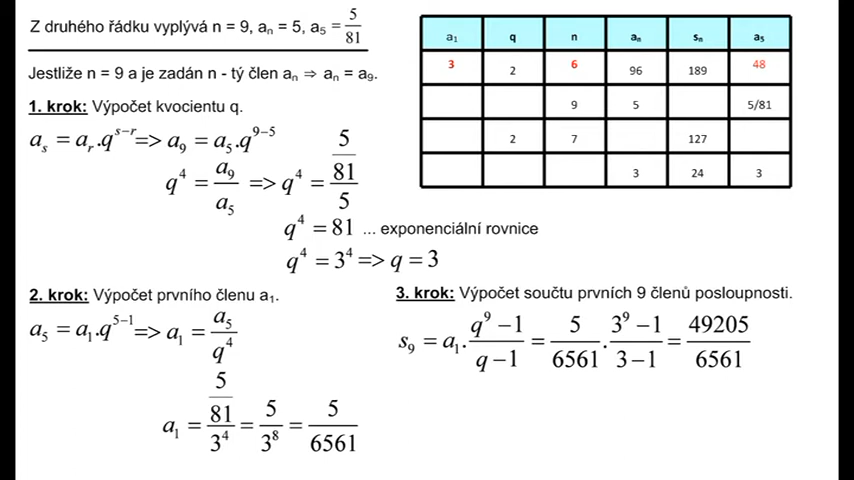 Z druhého řádku vyplývá n = 9, aₙ = 5, a₅ = 5/81
Jestliže n = 9 a je zadán n - tý člen aₙ ⇒ aₙ = a₉.
1. krok: Výpočet kvocientu q.
aₛ = aᵣ.q^(s−r) => a₉ = a₅.q^(9−5)
q⁴ = a₉/a₅ => q⁴ = 5/81/5
q⁴ = 81 ... exponenciální rovnice
q⁴ = 3⁴ => q = 3
a₁ q n aₙ sₙ a₅
3 2 6 96 189 48
9 5 5/81
2 7 127
3 24 3
2. krok: Výpočet prvního členu a₁.
a₅ = a₁.q^(5−1) => a₁ = a₅/q⁴
a₁ = 5/81/3⁴ = 5/3⁸ = 5/6561
3. krok: Výpočet součtu prvních 9 členů posloupnosti.
s₉ = a₁.(q⁹ −1)/(q −1) = 5/6561.(3⁹ −1)/(3 −1) = 49205/6561